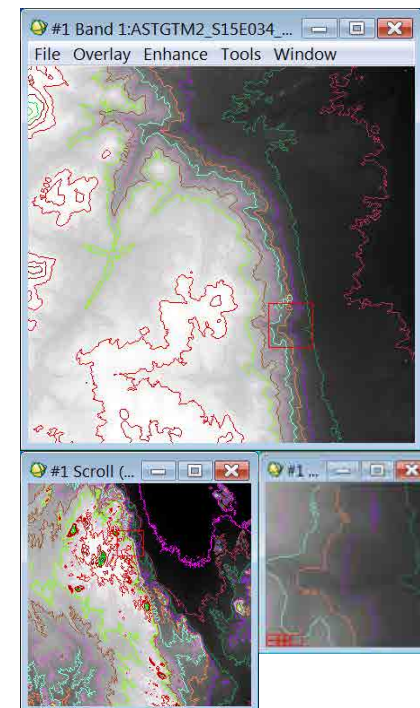 #1 Band 1:ASTGTM2_S15E034_...
File Overlay Enhance Tools Window
#1 Scroll (...
#1 ...